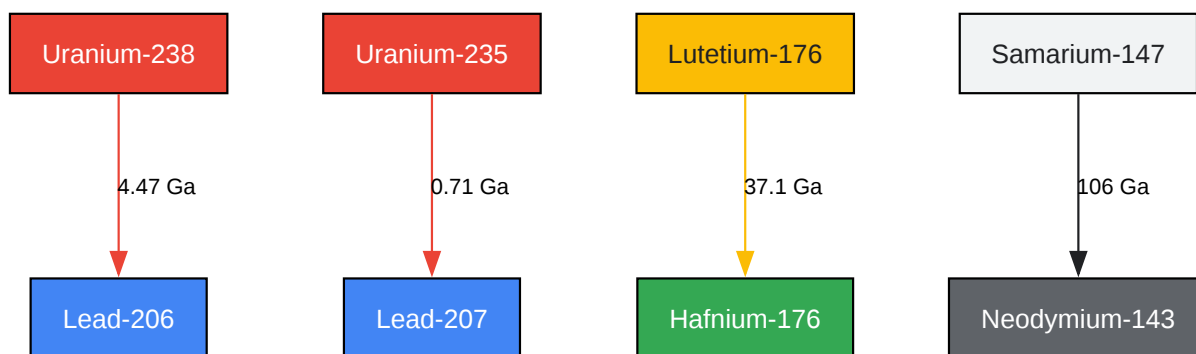 Uranium-238
Uranium-235
Lutetium-176
Samarium-147
4.47 Ga
0.71 Ga
37.1 Ga
106 Ga
Lead-206
Lead-207
Hafnium-176
Neodymium-143